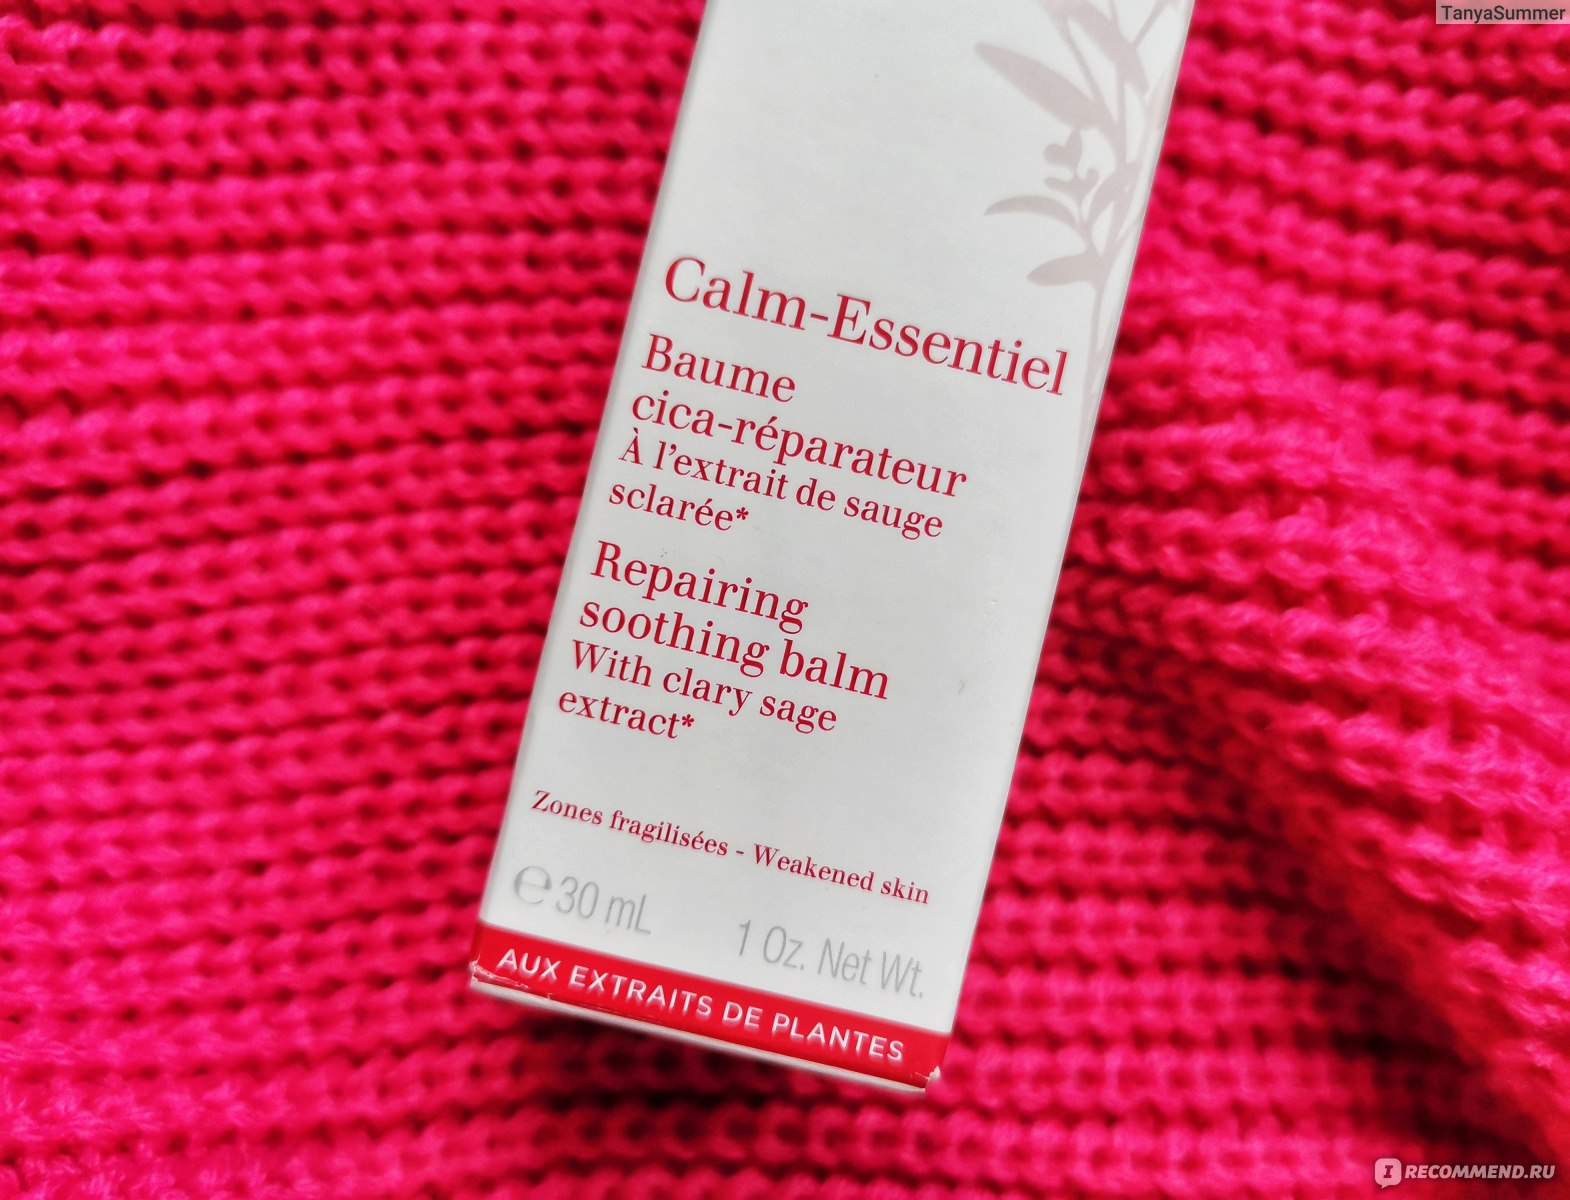 TanyaSummer
Calm-Essentiel
Baume
cica-réparateur
À l'extrait de sauge
sclarée*
Repairing
soothing balm
With clary sage
extract*
Zones fragilisées - Weakened skin
℮ 30 mL 1 Oz. Net Wt.
AUX EXTRAITS DE PLANTES
IRECOMMEND.RU